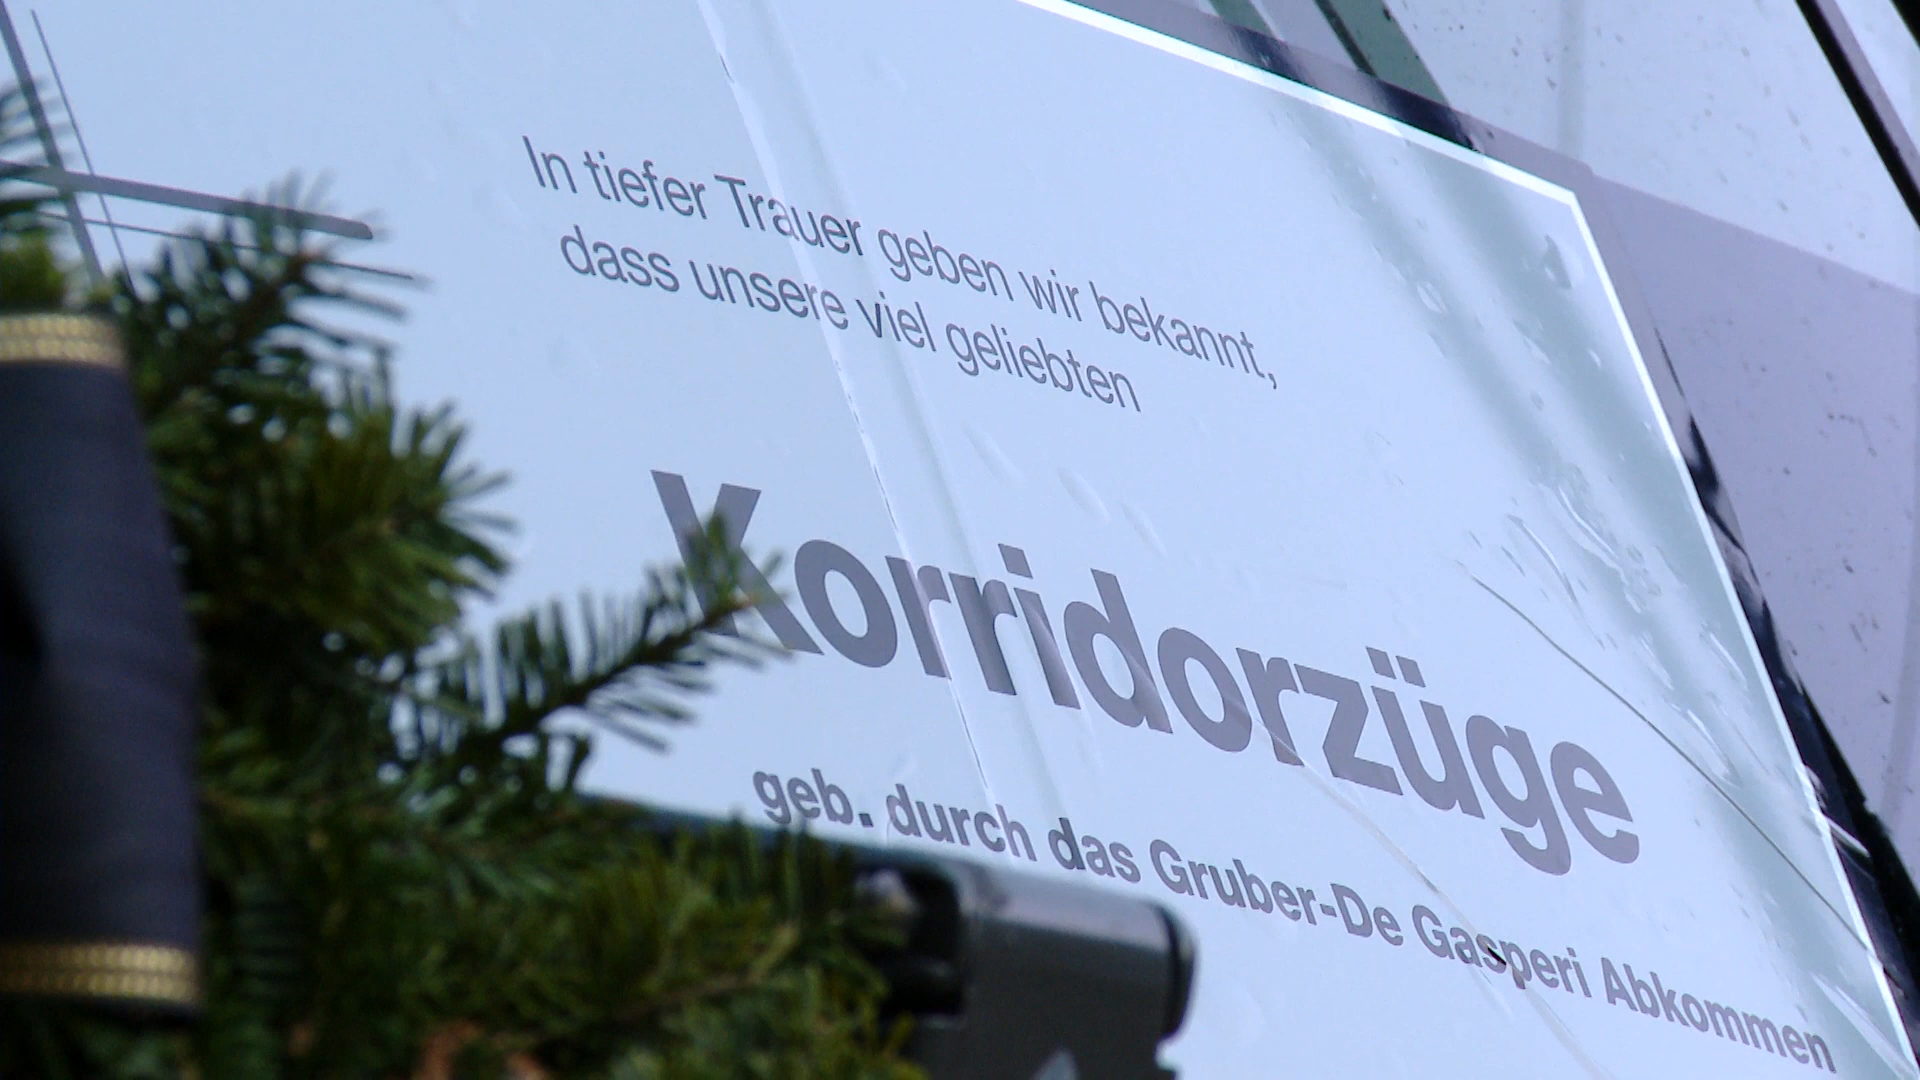 In tiefer Trauer geben wir bekannt,
dass unsere viel geliebten
Korridorzüge
geb. durch das Gruber-De Gasperi Abkommen